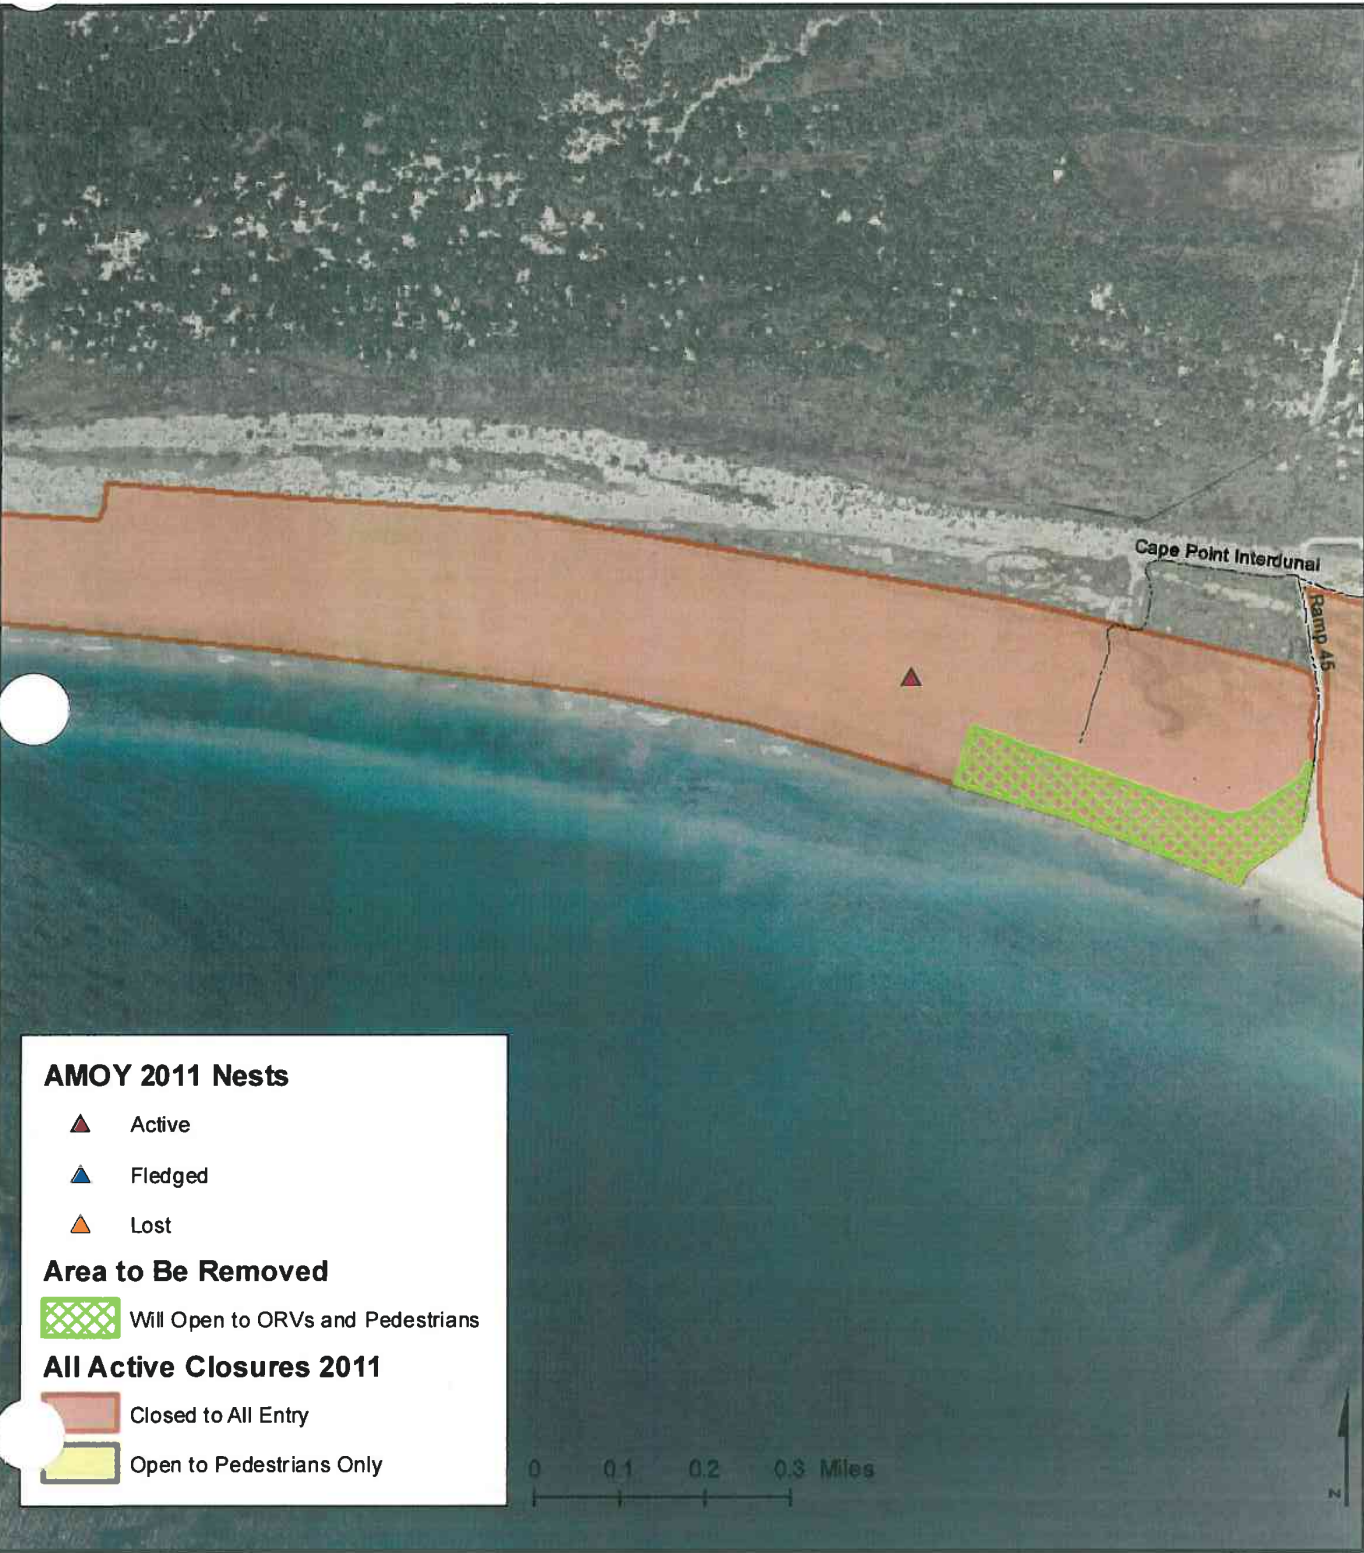 Cape Point Interdunal
Ramp 45
AMOY 2011 Nests
Active
Fledged
Lost
Area to Be Removed
Will Open to ORVs and Pedestrians
All Active Closures 2011
Closed to All Entry
Open to Pedestrians Only
0 0.1 0.2 0.3 Miles
N